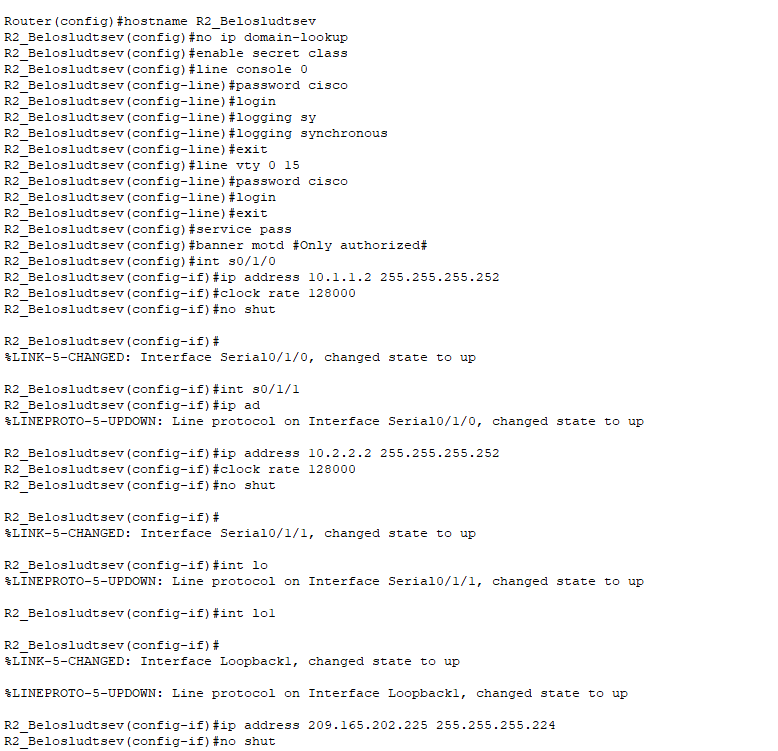 Router(config)#hostname R2_Belosludtsev
R2_Belosludtsev(config)#no ip domain-lookup
R2_Belosludtsev(config)#enable secret class
R2_Belosludtsev(config)#line console 0
R2_Belosludtsev(config-line)#password cisco
R2_Belosludtsev(config-line)#login
R2_Belosludtsev(config-line)#logging sy
R2_Belosludtsev(config-line)#logging synchronous
R2_Belosludtsev(config-line)#exit
R2_Belosludtsev(config)#line vty 0 15
R2_Belosludtsev(config-line)#password cisco
R2_Belosludtsev(config-line)#login
R2_Belosludtsev(config-line)#exit
R2_Belosludtsev(config)#service pass
R2_Belosludtsev(config)#banner motd #Only authorized#
R2_Belosludtsev(config)#int s0/1/0
R2_Belosludtsev(config-if)#ip address 10.1.1.2 255.255.255.252
R2_Belosludtsev(config-if)#clock rate 128000
R2_Belosludtsev(config-if)#no shut
R2_Belosludtsev(config-if)#
%LINK-5-CHANGED: Interface Serial0/1/0, changed state to up
R2_Belosludtsev(config-if)#int s0/1/1
R2_Belosludtsev(config-if)#ip ad
%LINEPROTO-5-UPDOWN: Line protocol on Interface Serial0/1/0, changed state to up
R2_Belosludtsev(config-if)#ip address 10.2.2.2 255.255.255.252
R2_Belosludtsev(config-if)#clock rate 128000
R2_Belosludtsev(config-if)#no shut
R2_Belosludtsev(config-if)#
%LINK-5-CHANGED: Interface Serial0/1/1, changed state to up
R2_Belosludtsev(config-if)#int lo
%LINEPROTO-5-UPDOWN: Line protocol on Interface Serial0/1/1, changed state to up
R2_Belosludtsev(config-if)#int lo1
R2_Belosludtsev(config-if)#
%LINK-5-CHANGED: Interface Loopback1, changed state to up
%LINEPROTO-5-UPDOWN: Line protocol on Interface Loopback1, changed state to up
R2_Belosludtsev(config-if)#ip address 209.165.202.225 255.255.255.224
R2_Belosludtsev(config-if)#no shut